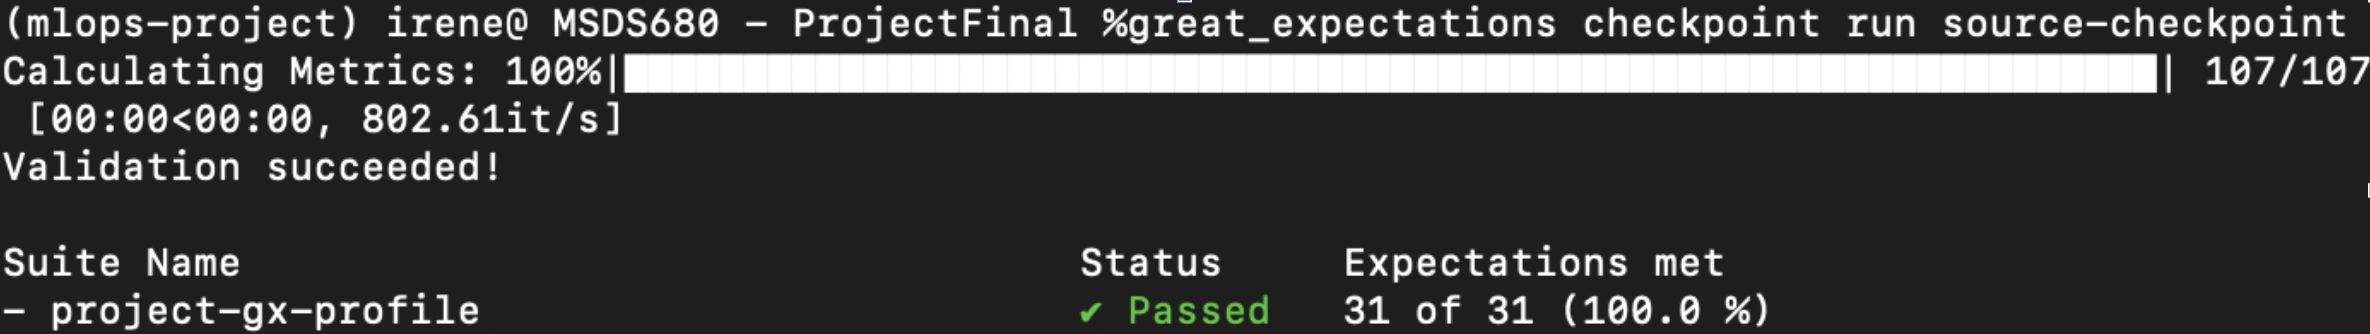 (mlops-project) irene@ MSDS680 - ProjectFinal %great_expectations checkpoint run source-checkpoint
Calculating Metrics: 100%|██████████| 107/107
[00:00<00:00, 802.61it/s]
Validation succeeded!
Suite Name Status Expectations met
- project-gx-profile ✔ Passed 31 of 31 (100.0 %)